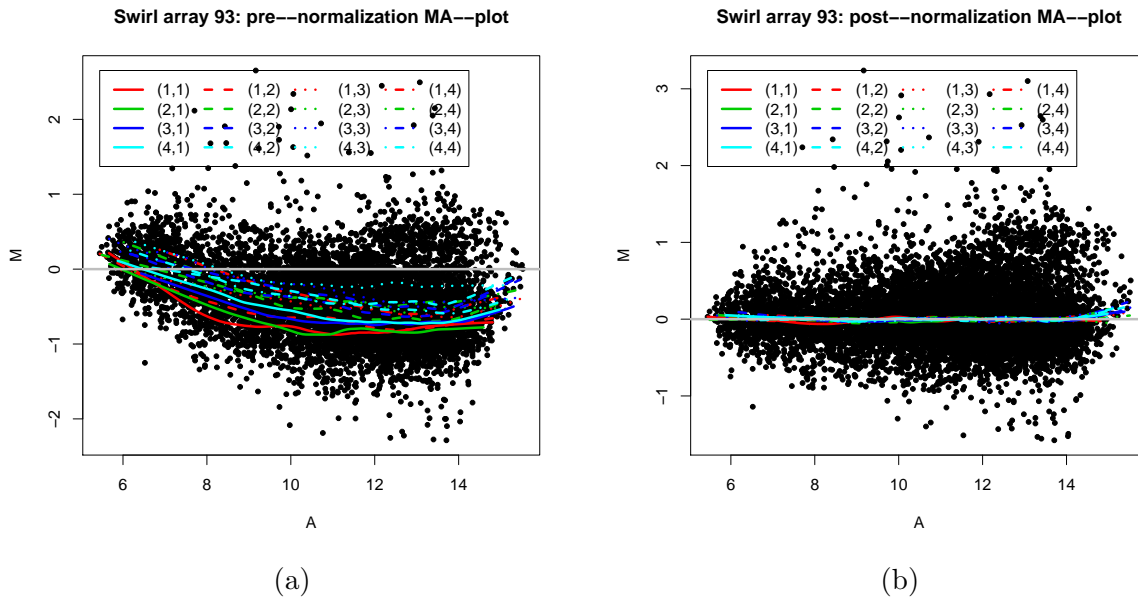 Swirl array 93: pre−−normalization MA−−plot
(1,1) (1,2) (1,3) (1,4)
(2,1) (2,2) (2,3) (2,4)
(3,1) (3,2) (3,3) (3,4)
(4,1) (4,2) (4,3) (4,4)
M
2
1
0
−1
−2
6 8 10 12 14
A
(a)
Swirl array 93: post−−normalization MA−−plot
(1,1) (1,2) (1,3) (1,4)
(2,1) (2,2) (2,3) (2,4)
(3,1) (3,2) (3,3) (3,4)
(4,1) (4,2) (4,3) (4,4)
M
3
2
1
0
−1
6 8 10 12 14
A
(b)